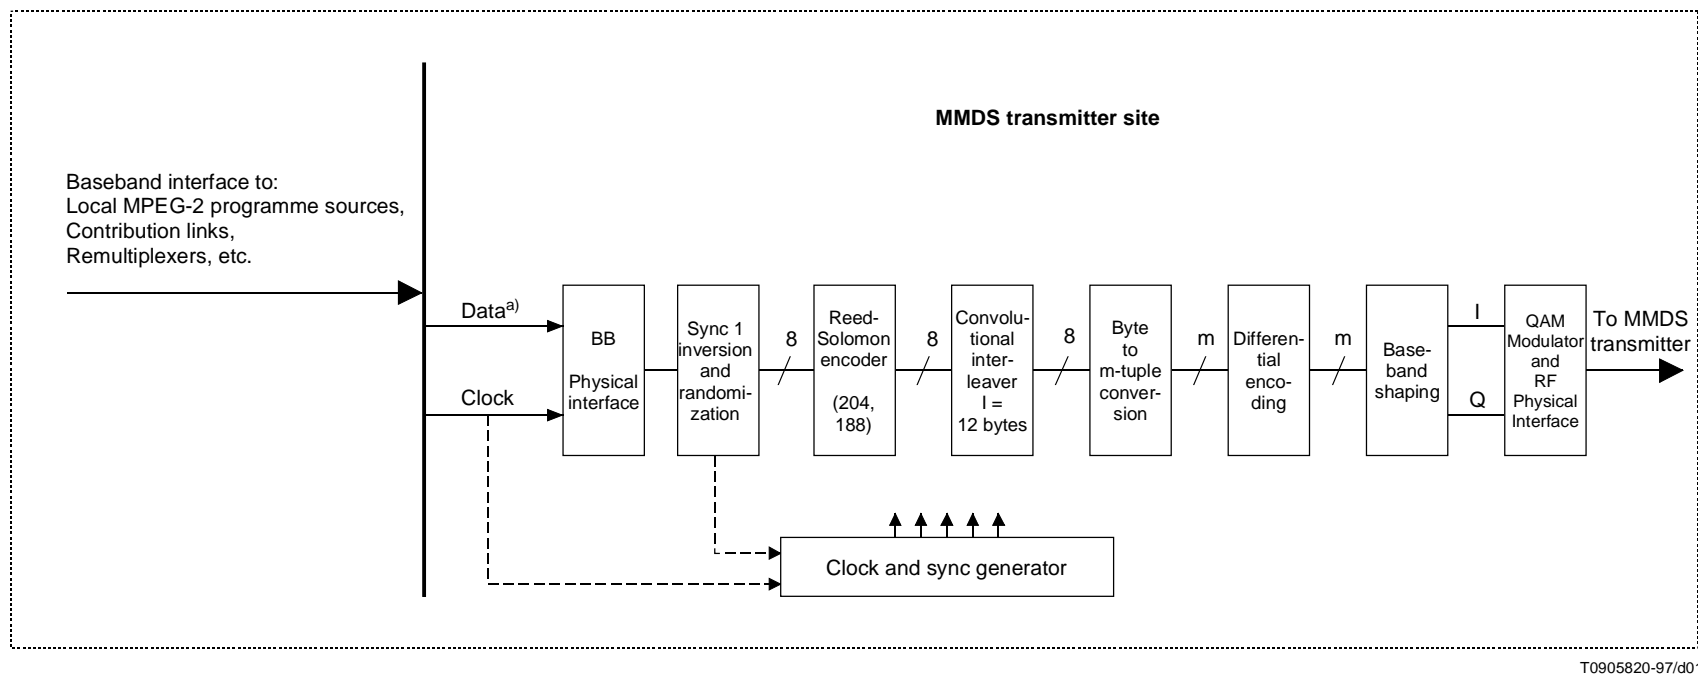 MMDS transmitter site
Baseband interface to:
Local MPEG-2 programme sources,
Contribution links,
Remultiplexers, etc.
Data a)
Clock
BB
Physical
interface
Sync 1
inversion
and
randomi-
zation
8
Reed-
Solomon
encoder
(204,
188)
8
Convolu-
tional
inter-
leaver
I =
12 bytes
8
Byte
to
m-tuple
conver-
sion
m
Differen-
tial
enco-
ding
m
Base-
band
shaping
I
Q
QAM
Modulator
and
RF
Physical
Interface
To MMDS
transmitter
Clock and sync generator
T0905820-97/d01